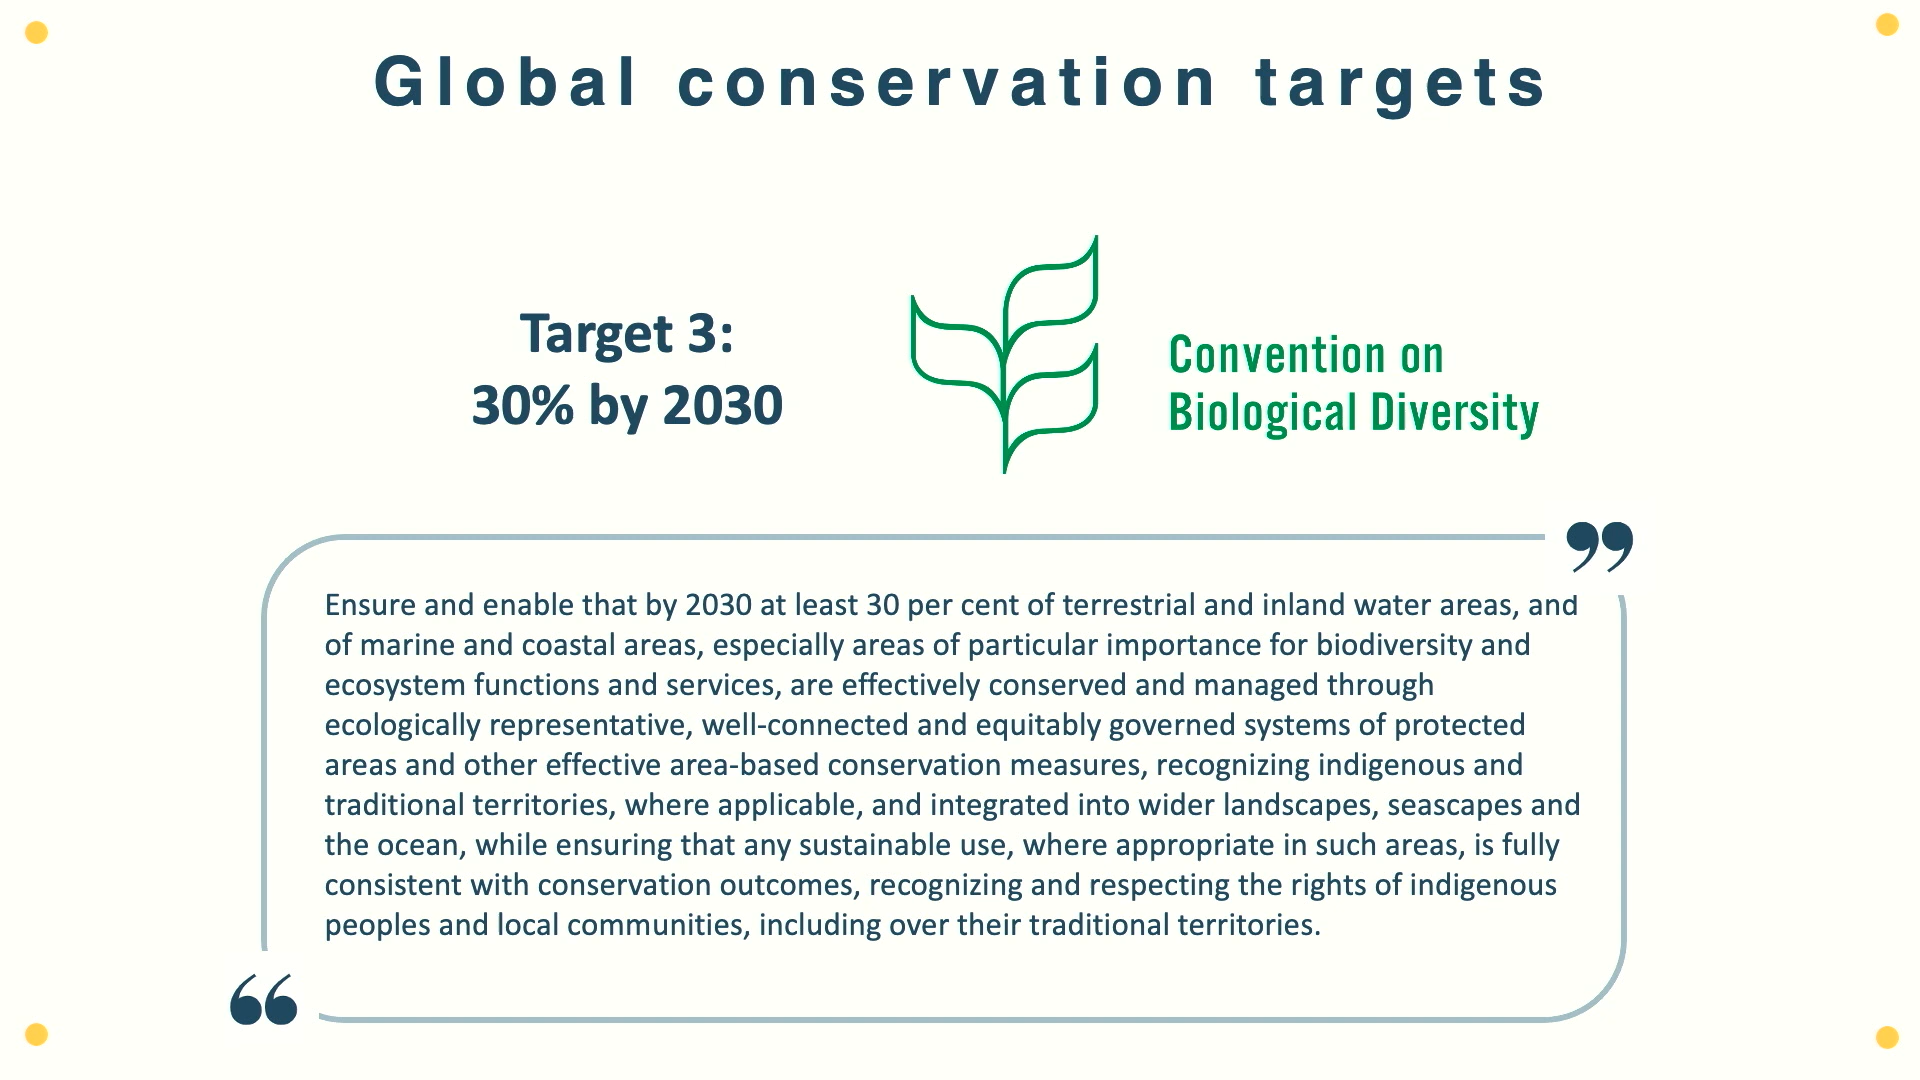 Global conservation targets
Target 3:
30% by 2030
Convention on
Biological Diversity
”
Ensure and enable that by 2030 at least 30 per cent of terrestrial and inland water areas, and
of marine and coastal areas, especially areas of particular importance for biodiversity and
ecosystem functions and services, are effectively conserved and managed through
ecologically representative, well-connected and equitably governed systems of protected
areas and other effective area-based conservation measures, recognizing indigenous and
traditional territories, where applicable, and integrated into wider landscapes, seascapes and
the ocean, while ensuring that any sustainable use, where appropriate in such areas, is fully
consistent with conservation outcomes, recognizing and respecting the rights of indigenous
peoples and local communities, including over their traditional territories.
“